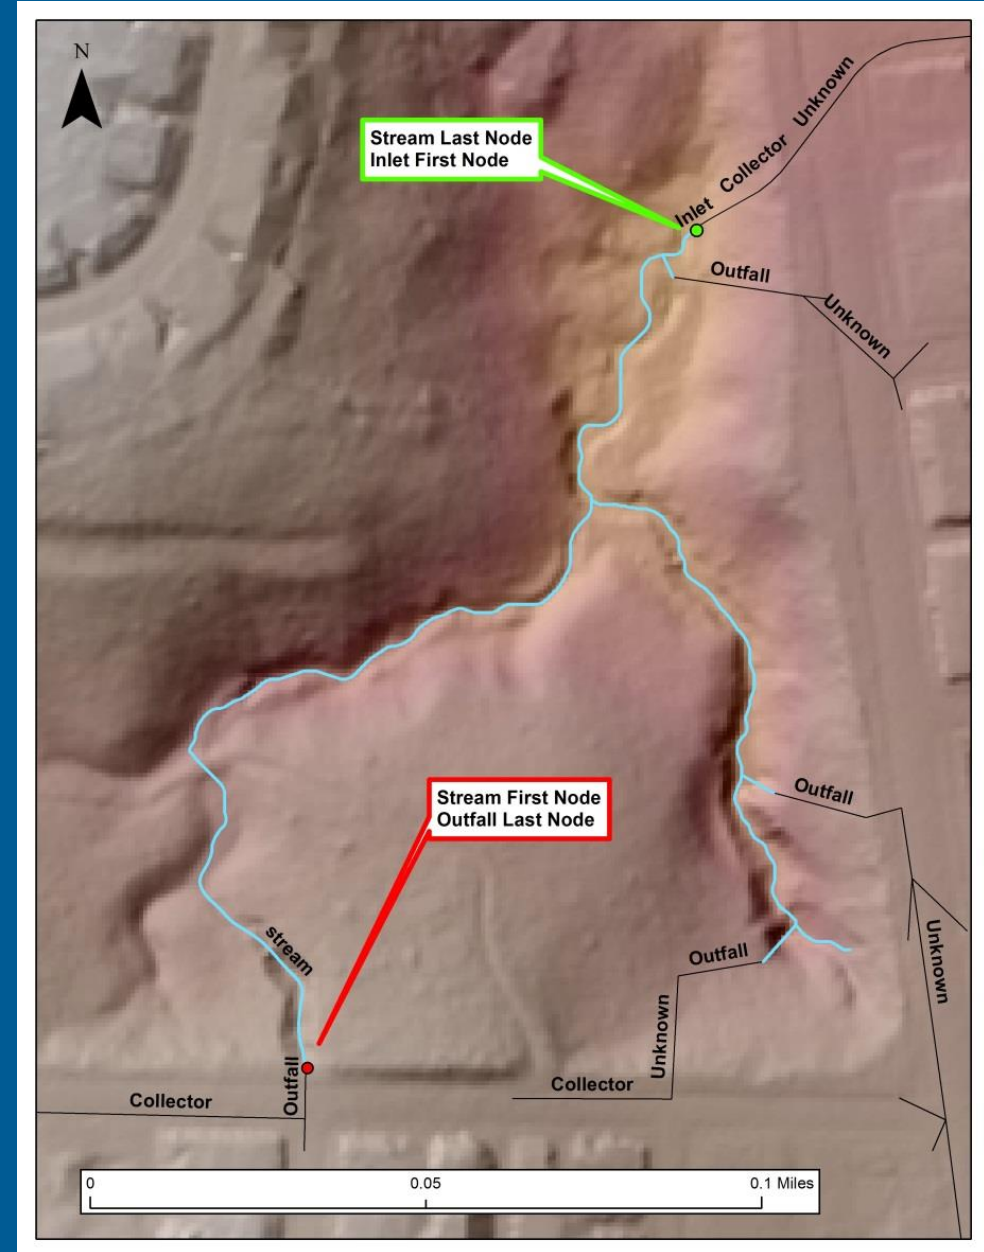 N
Stream Last Node
Inlet First Node
Unknown
Collector
Inlet
Outfall
Unknown
Stream First Node
Outfall Last Node
Outfall
stream
Outfall
Unknown
Unknown
Outfall
Collector
Collector
0
0.05
0.1 Miles